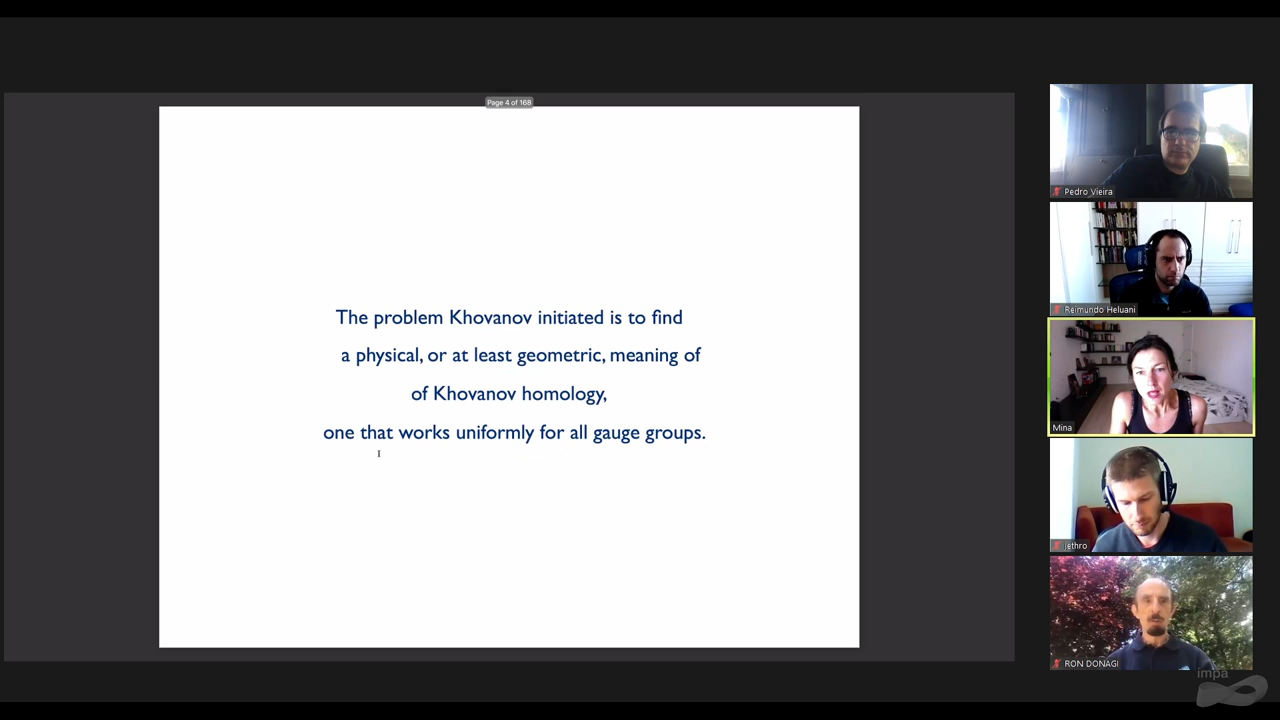 Page 4 of 168
The problem Khovanov initiated is to find
a physical, or at least geometric, meaning of
of Khovanov homology,
one that works uniformly for all gauge groups.
Pedro Vieira
Reimundo Heluani
Mina
jethro
RON DONAGI
impa